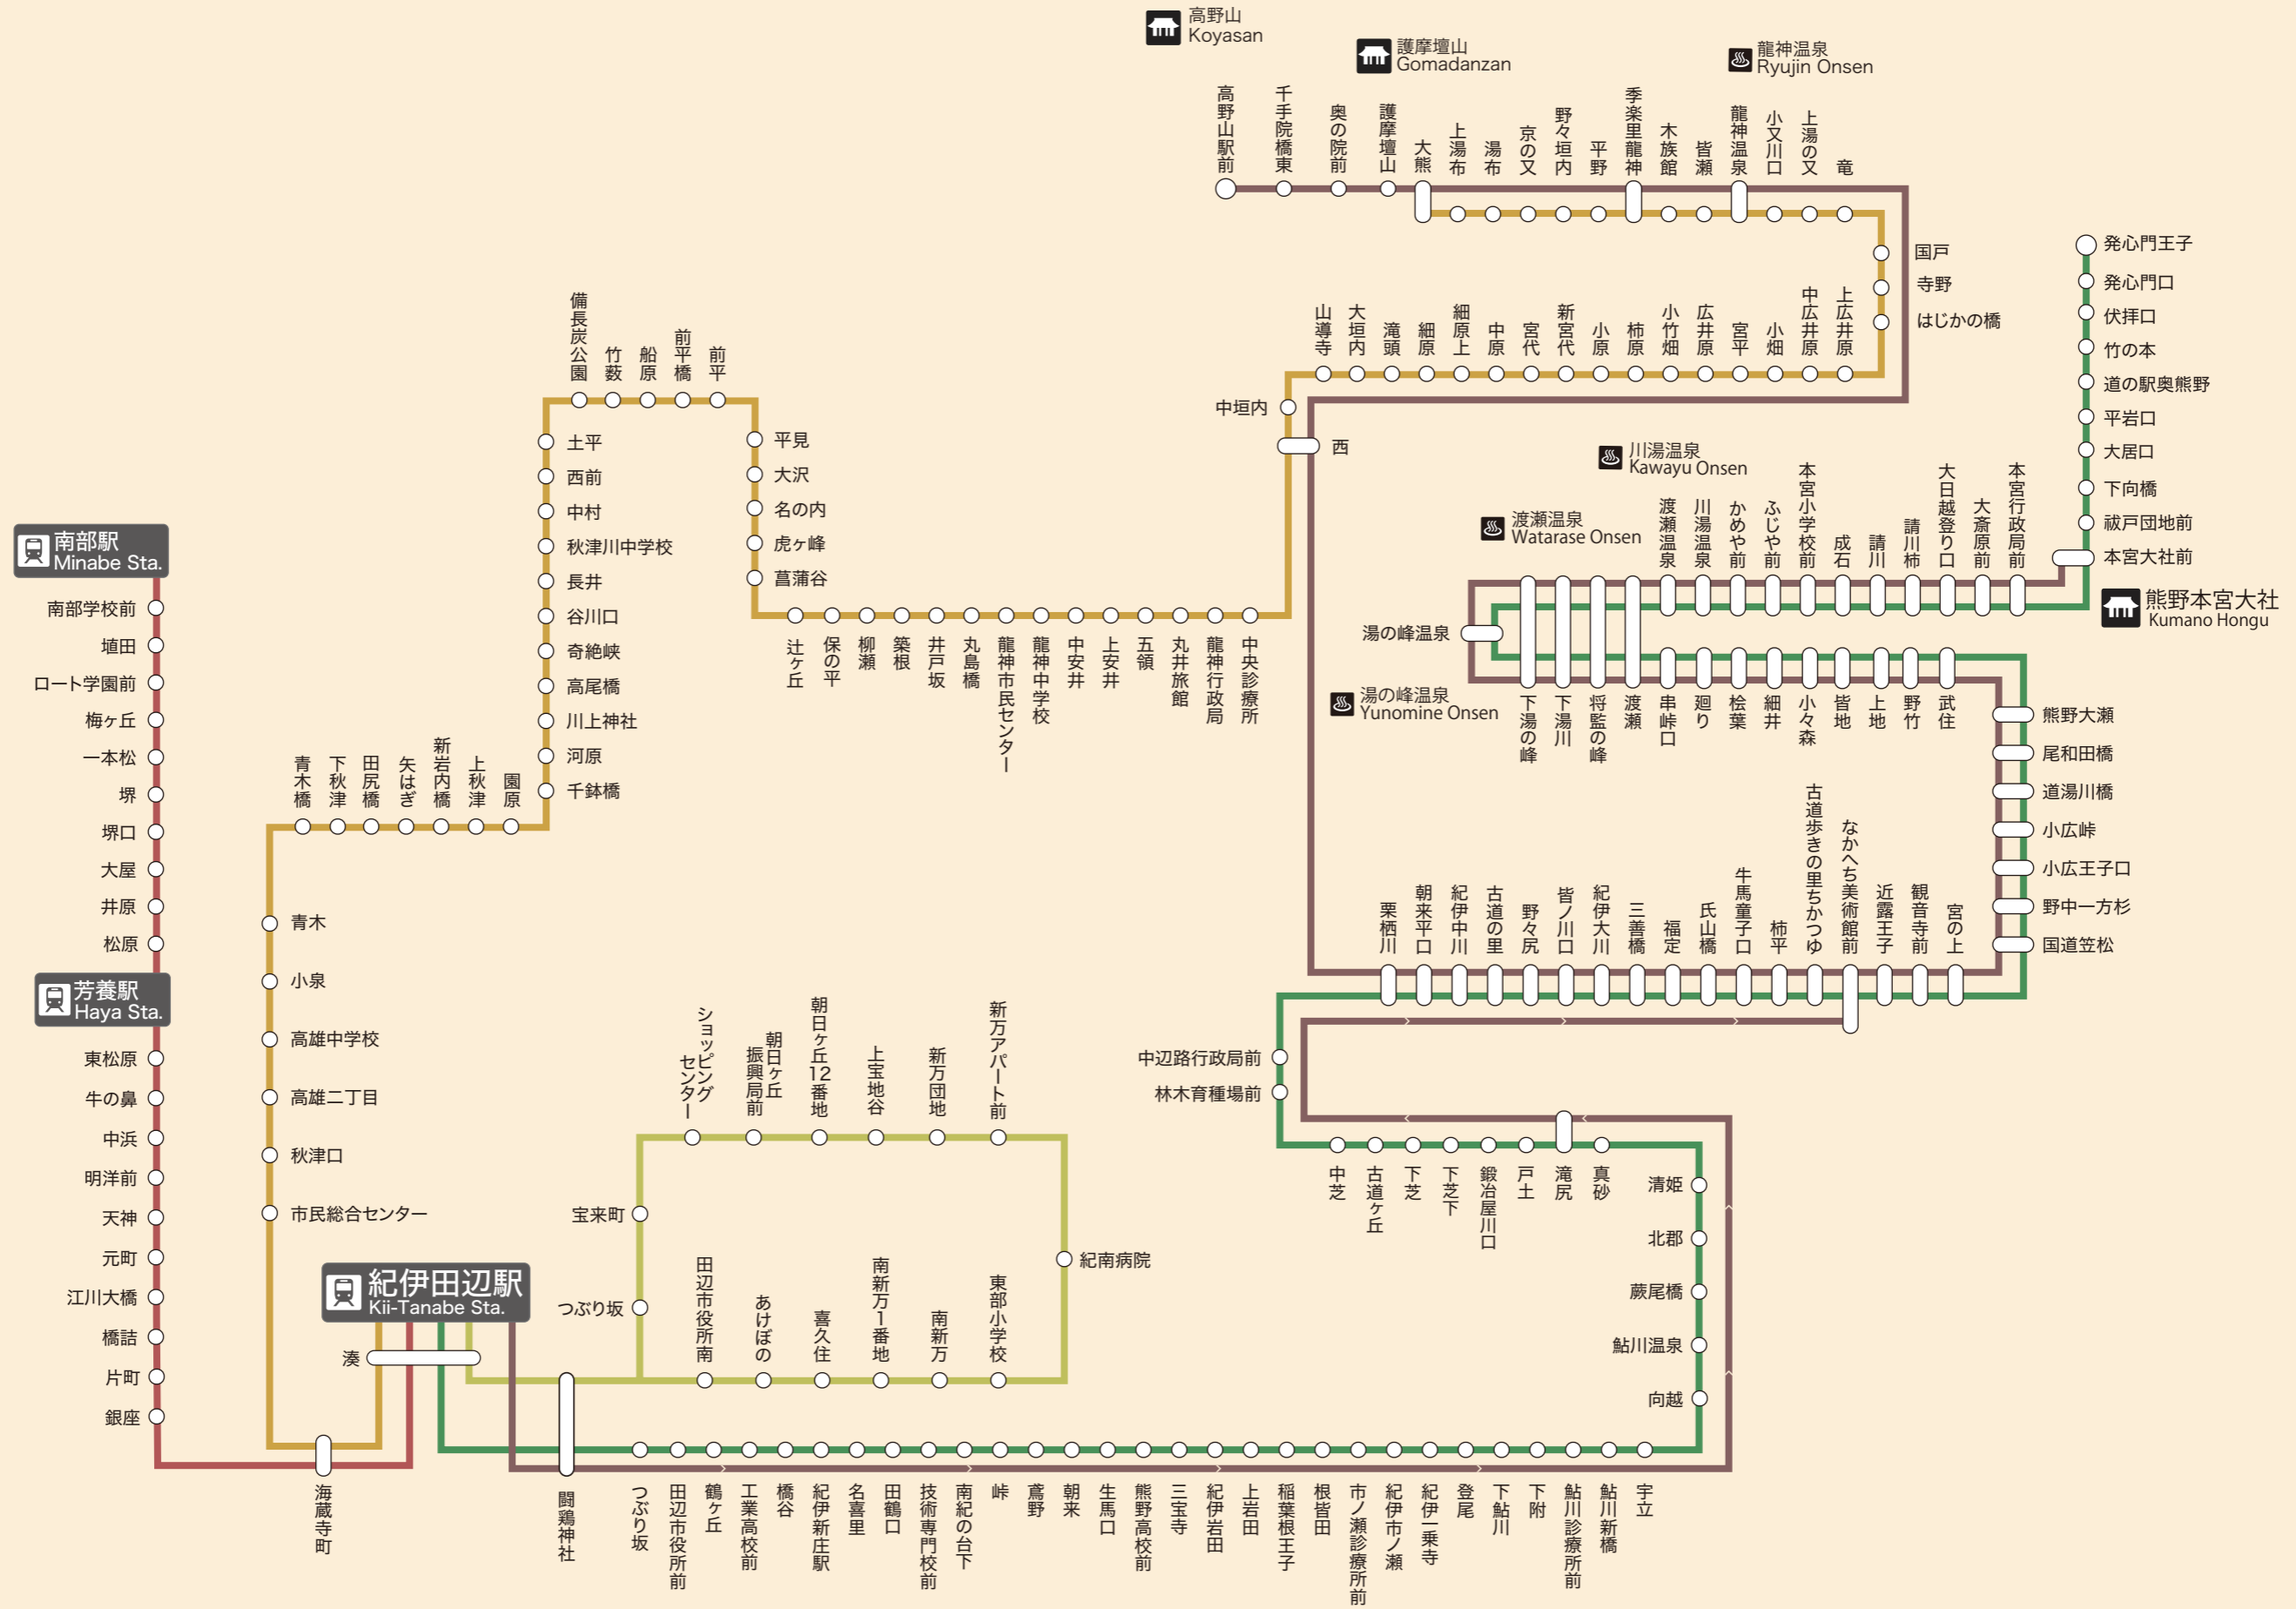 高野山
Koyasan
護摩壇山
Gomadanzan
龍神温泉
Ryujin Onsen
高野山駅前
千手院橋東
奥の院前
護摩壇山
大熊
上湯布
湯布
京の又
野々垣内
平野
季楽里龍神
木族館
皆瀬
龍神温泉
小又川口
上湯の又
竜
国戸
寺野
はじかの橋
山導寺
大垣内
滝頭
細原
細原上
中原
宮代
新宮代
小原
柿原
小竹畑
広井原
宮平
小畑
中広井原
上広井原
中垣内
西
発心門王子
発心門口
伏拝口
竹の本
道の駅奥熊野
平岩口
大居口
下向橋
祓戸団地前
本宮大社前
熊野本宮大社
Kumano Hongu
川湯温泉
Kawayu Onsen
渡瀬温泉
Watarase Onsen
渡瀬温泉
川湯温泉
かめや前
ふじや前
本宮小学校前
成石
請川
請川柿
大日越登り口
大斎原前
本宮行政局前
湯の峰温泉
湯の峰温泉
Yunomine Onsen
下湯の峰
下湯川
将監の峰
渡瀬
串峠口
廻り
桧葉
細井
小々森
皆地
上地
野竹
武住
熊野大瀬
尾和田橋
道湯川橋
小広峠
小広王子口
野中一方杉
国道笠松
備長炭公園
竹薮
船原
前平橋
前平
土平
西前
中村
秋津川中学校
長井
谷川口
奇絶峡
高尾橋
川上神社
河原
千鉢橋
平見
大沢
名の内
虎ヶ峰
菖蒲谷
辻ヶ丘
保の平
柳瀬
築根
井戸坂
丸島橋
龍神市民センター
龍神中学校
中安井
上安井
五領
丸井旅館
龍神行政局
中央診療所
南部駅
Minabe Sta.
南部学校前
埴田
ロート学園前
梅ヶ丘
一本松
堺
堺口
大屋
井原
松原
芳養駅
Haya Sta.
東松原
牛の鼻
中浜
明洋前
天神
元町
江川大橋
橋詰
片町
銀座
青木橋
下秋津
田尻橋
矢はぎ
新岩内橋
上秋津
園原
青木
小泉
高雄中学校
高雄二丁目
秋津口
市民総合センター
紀伊田辺駅
Kii-Tanabe Sta.
湊
海蔵寺町
闘鶏神社
ショッピング
センター
朝日ヶ丘
振興局前
朝日ヶ丘12番地
上宝地谷
新万団地
新万アパート前
宝来町
つぶり坂
田辺市役所南
あけぼの
喜久住
南新万1番地
南新万
東部小学校
紀南病院
栗栖川
朝来平口
紀伊中川
古道の里
野々尻
皆ノ川口
紀伊大川
三善橋
福定
氏山橋
牛馬童子口
柿平
古道歩きの里ちかつゆ
なかへち美術館前
近露王子
観音寺前
宮の上
中辺路行政局前
林木育種場前
中芝
古道ヶ丘
下芝
下芝下
鍛冶屋川口
戸土
滝尻
真砂
清姫
北郡
蕨尾橋
鮎川温泉
向越
つぶり坂
田辺市役所前
鶴ヶ丘
工業高校前
橋谷
紀伊新庄駅
名喜里
田鶴口
技術専門校前
南紀の台下
峠
鳶野
朝来
生馬口
熊野高校前
三宝寺
紀伊岩田
上岩田
稲葉根王子
根皆田
市ノ瀬診療所前
紀伊市ノ瀬
紀伊一乗寺
登尾
下鮎川
下附
鮎川診療所前
鮎川新橋
宇立